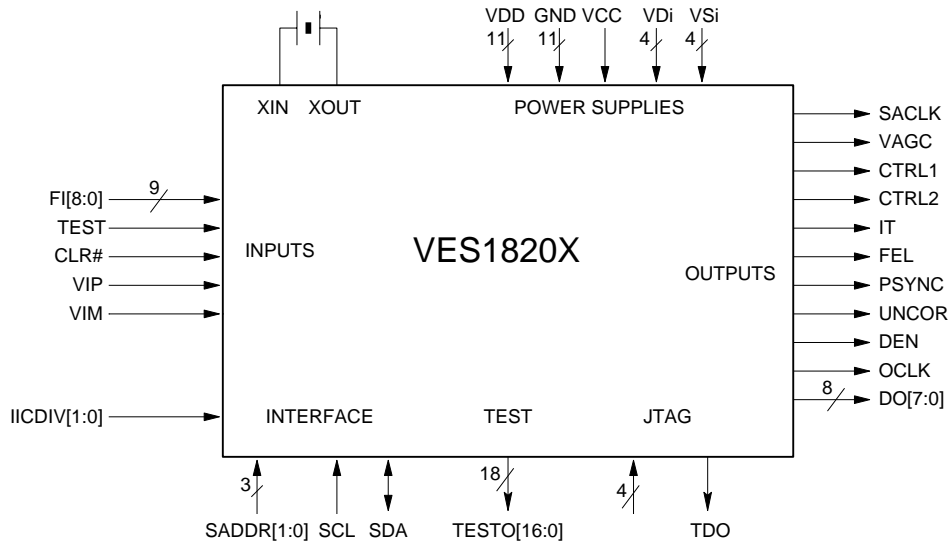 VDD GND VCC VDi VSi
11 11 4 4
XIN XOUT POWER SUPPLIES
SACLK
VAGC
CTRL1
FI[8:0] 9 CTRL2
TEST IT
CLR# INPUTS VES1820X FEL
VIP OUTPUTS PSYNC
VIM UNCOR
DEN
OCLK
8 DO[7:0]
IICDIV[1:0] INTERFACE TEST JTAG
3 18 4
SADDR[1:0] SCL SDA TESTO[16:0] TDO